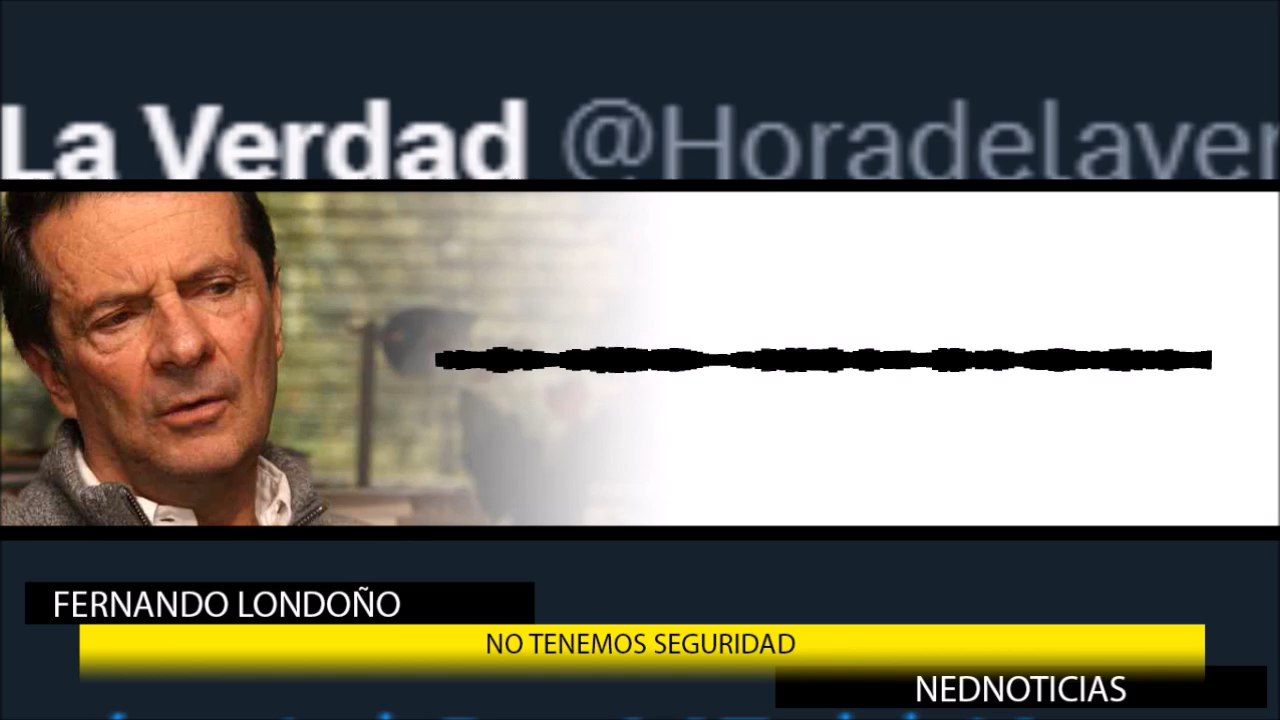 La Verdad @Horadelaver
FERNANDO LONDOÑO
NO TENEMOS SEGURIDAD
NEDNOTICIAS